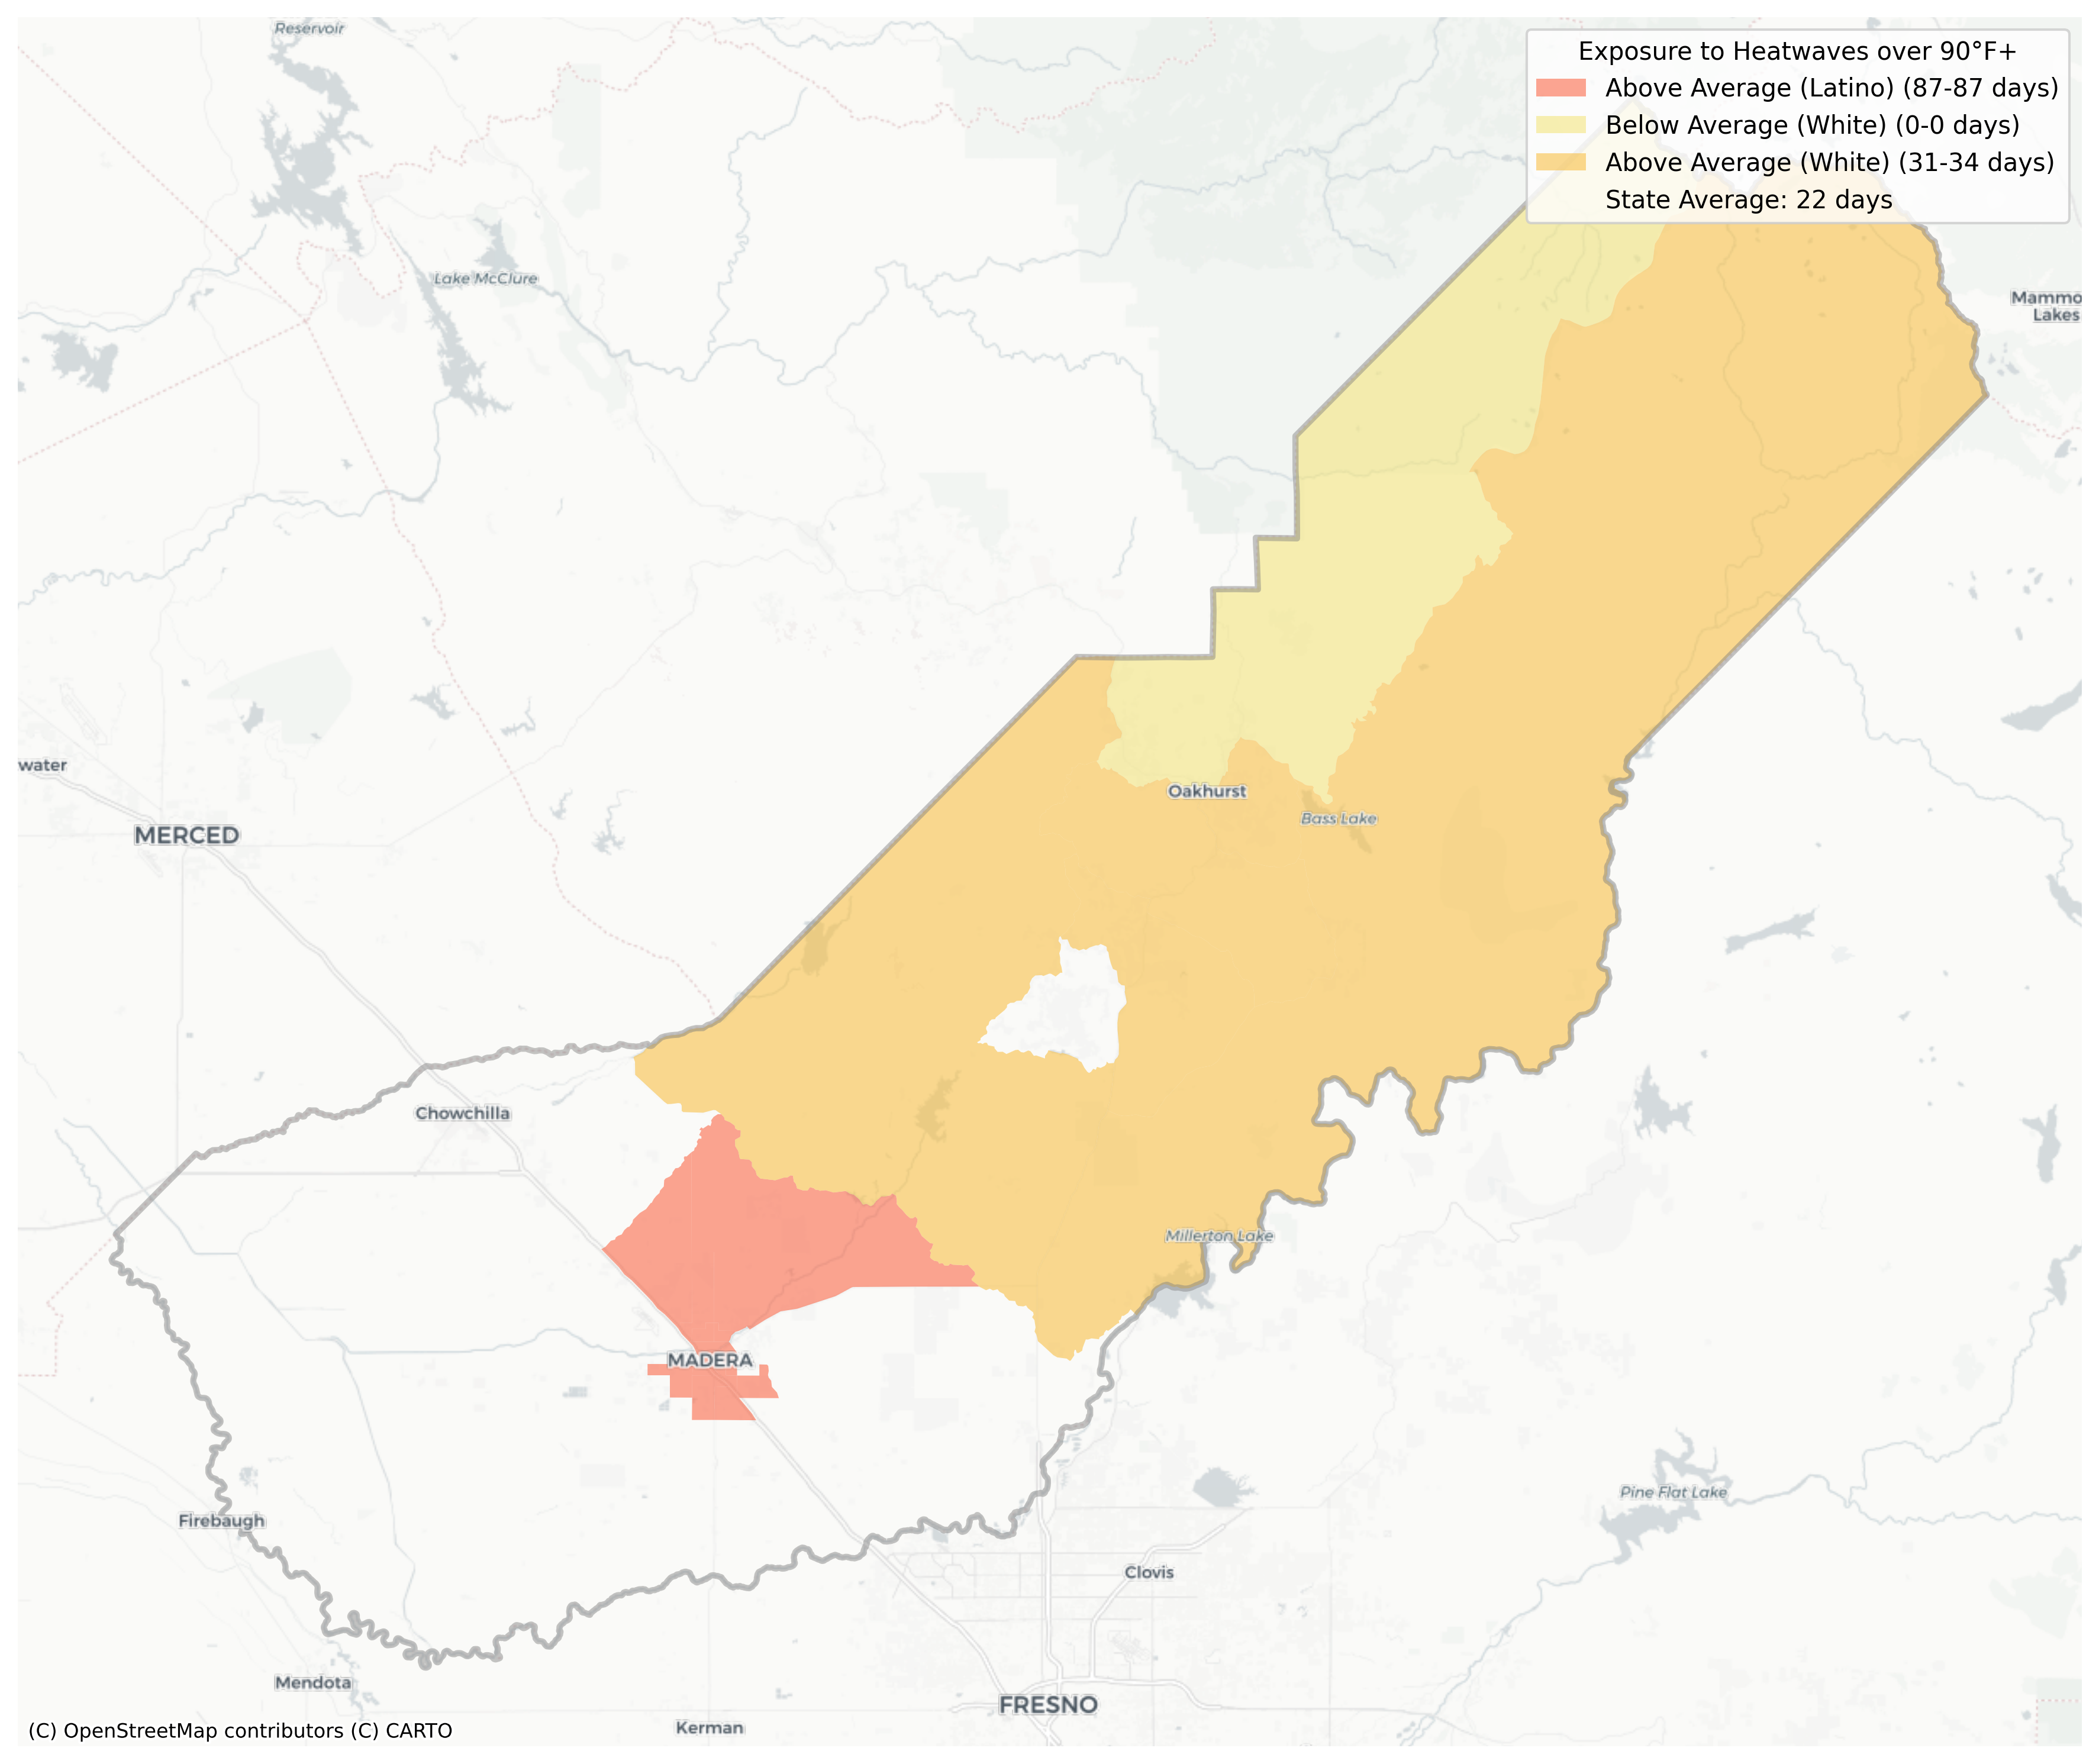 Reservoir
Exposure to Heatwaves over 90°F+
Above Average (Latino) (87-87 days)
Below Average (White) (0-0 days)
Above Average (White) (31-34 days)
State Average: 22 days
Lake McClure
Mammo
Lakes
water
Oakhurst
Bass Lake
MERCED
Chowchilla
Millerton Lake
MADERA
Pine Flat Lake
Firebaugh
Clovis
Mendota
FRESNO
Kerman
(C) OpenStreetMap contributors (C) CARTO